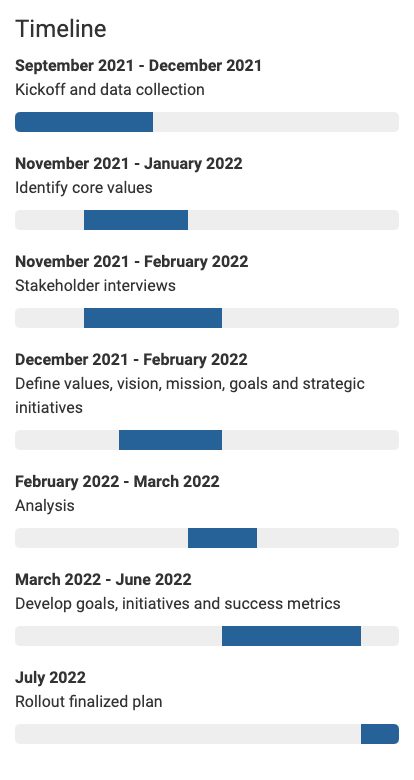 Timeline
September 2021 - December 2021
Kickoff and data collection
November 2021 - January 2022
Identify core values
November 2021 - February 2022
Stakeholder interviews
December 2021 - February 2022
Define values, vision, mission, goals and strategic
initiatives
February 2022 - March 2022
Analysis
March 2022 - June 2022
Develop goals, initiatives and success metrics
July 2022
Rollout finalized plan